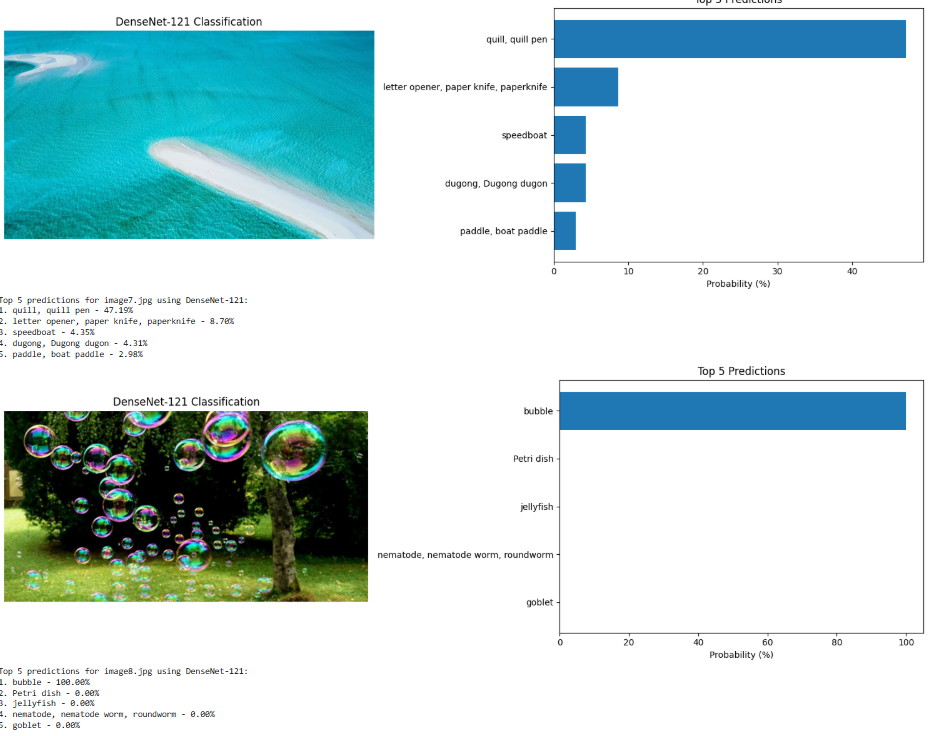 DenseNet-121 Classification
Top 5 Predictions
quill, quill pen
letter opener, paper knife, paperknife
speedboat
dugong, Dugong dugon
paddle, boat paddle
0 10 20 30 40
Probability (%)
Top 5 predictions for image7.jpg using DenseNet-121:
1. quill, quill pen - 47.19%
2. letter opener, paper knife, paperknife - 8.70%
3. speedboat - 4.35%
4. dugong, Dugong dugon - 4.31%
5. paddle, boat paddle - 2.98%
Top 5 Predictions
DenseNet-121 Classification
bubble
Petri dish
jellyfish
nematode, nematode worm, roundworm
goblet
0 20 40 60 80 100
Probability (%)
Top 5 predictions for image8.jpg using DenseNet-121:
1. bubble - 100.00%
2. Petri dish - 0.00%
3. jellyfish - 0.00%
4. nematode, nematode worm, roundworm - 0.00%
5. goblet - 0.00%